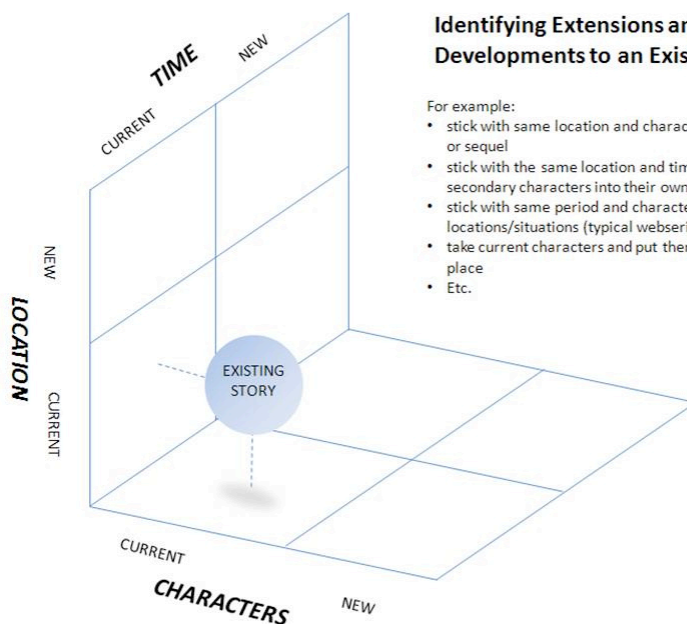 Identifying Extensions an
Developments to an Exis
For example:
• stick with same location and charac
or sequel
• stick with the same location and tim
secondary characters into their own
• stick with same period and characte
locations/situations (typical webseri
• take current characters and put ther
place
• Etc.
TIME
CURRENT
NEW
LOCATION
NEW
CURRENT
EXISTING
STORY
CURRENT
NEW
CHARACTERS